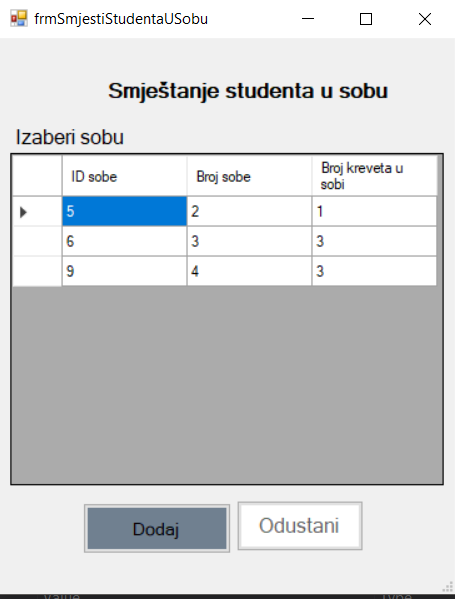 frmSmjestiStudentaUSobu
Smještanje studenta u sobu
Izaberi sobu
ID sobe Broj sobe Broj kreveta u
sobi
5 2 1
6 3 3
9 4 3
Dodaj Odustani